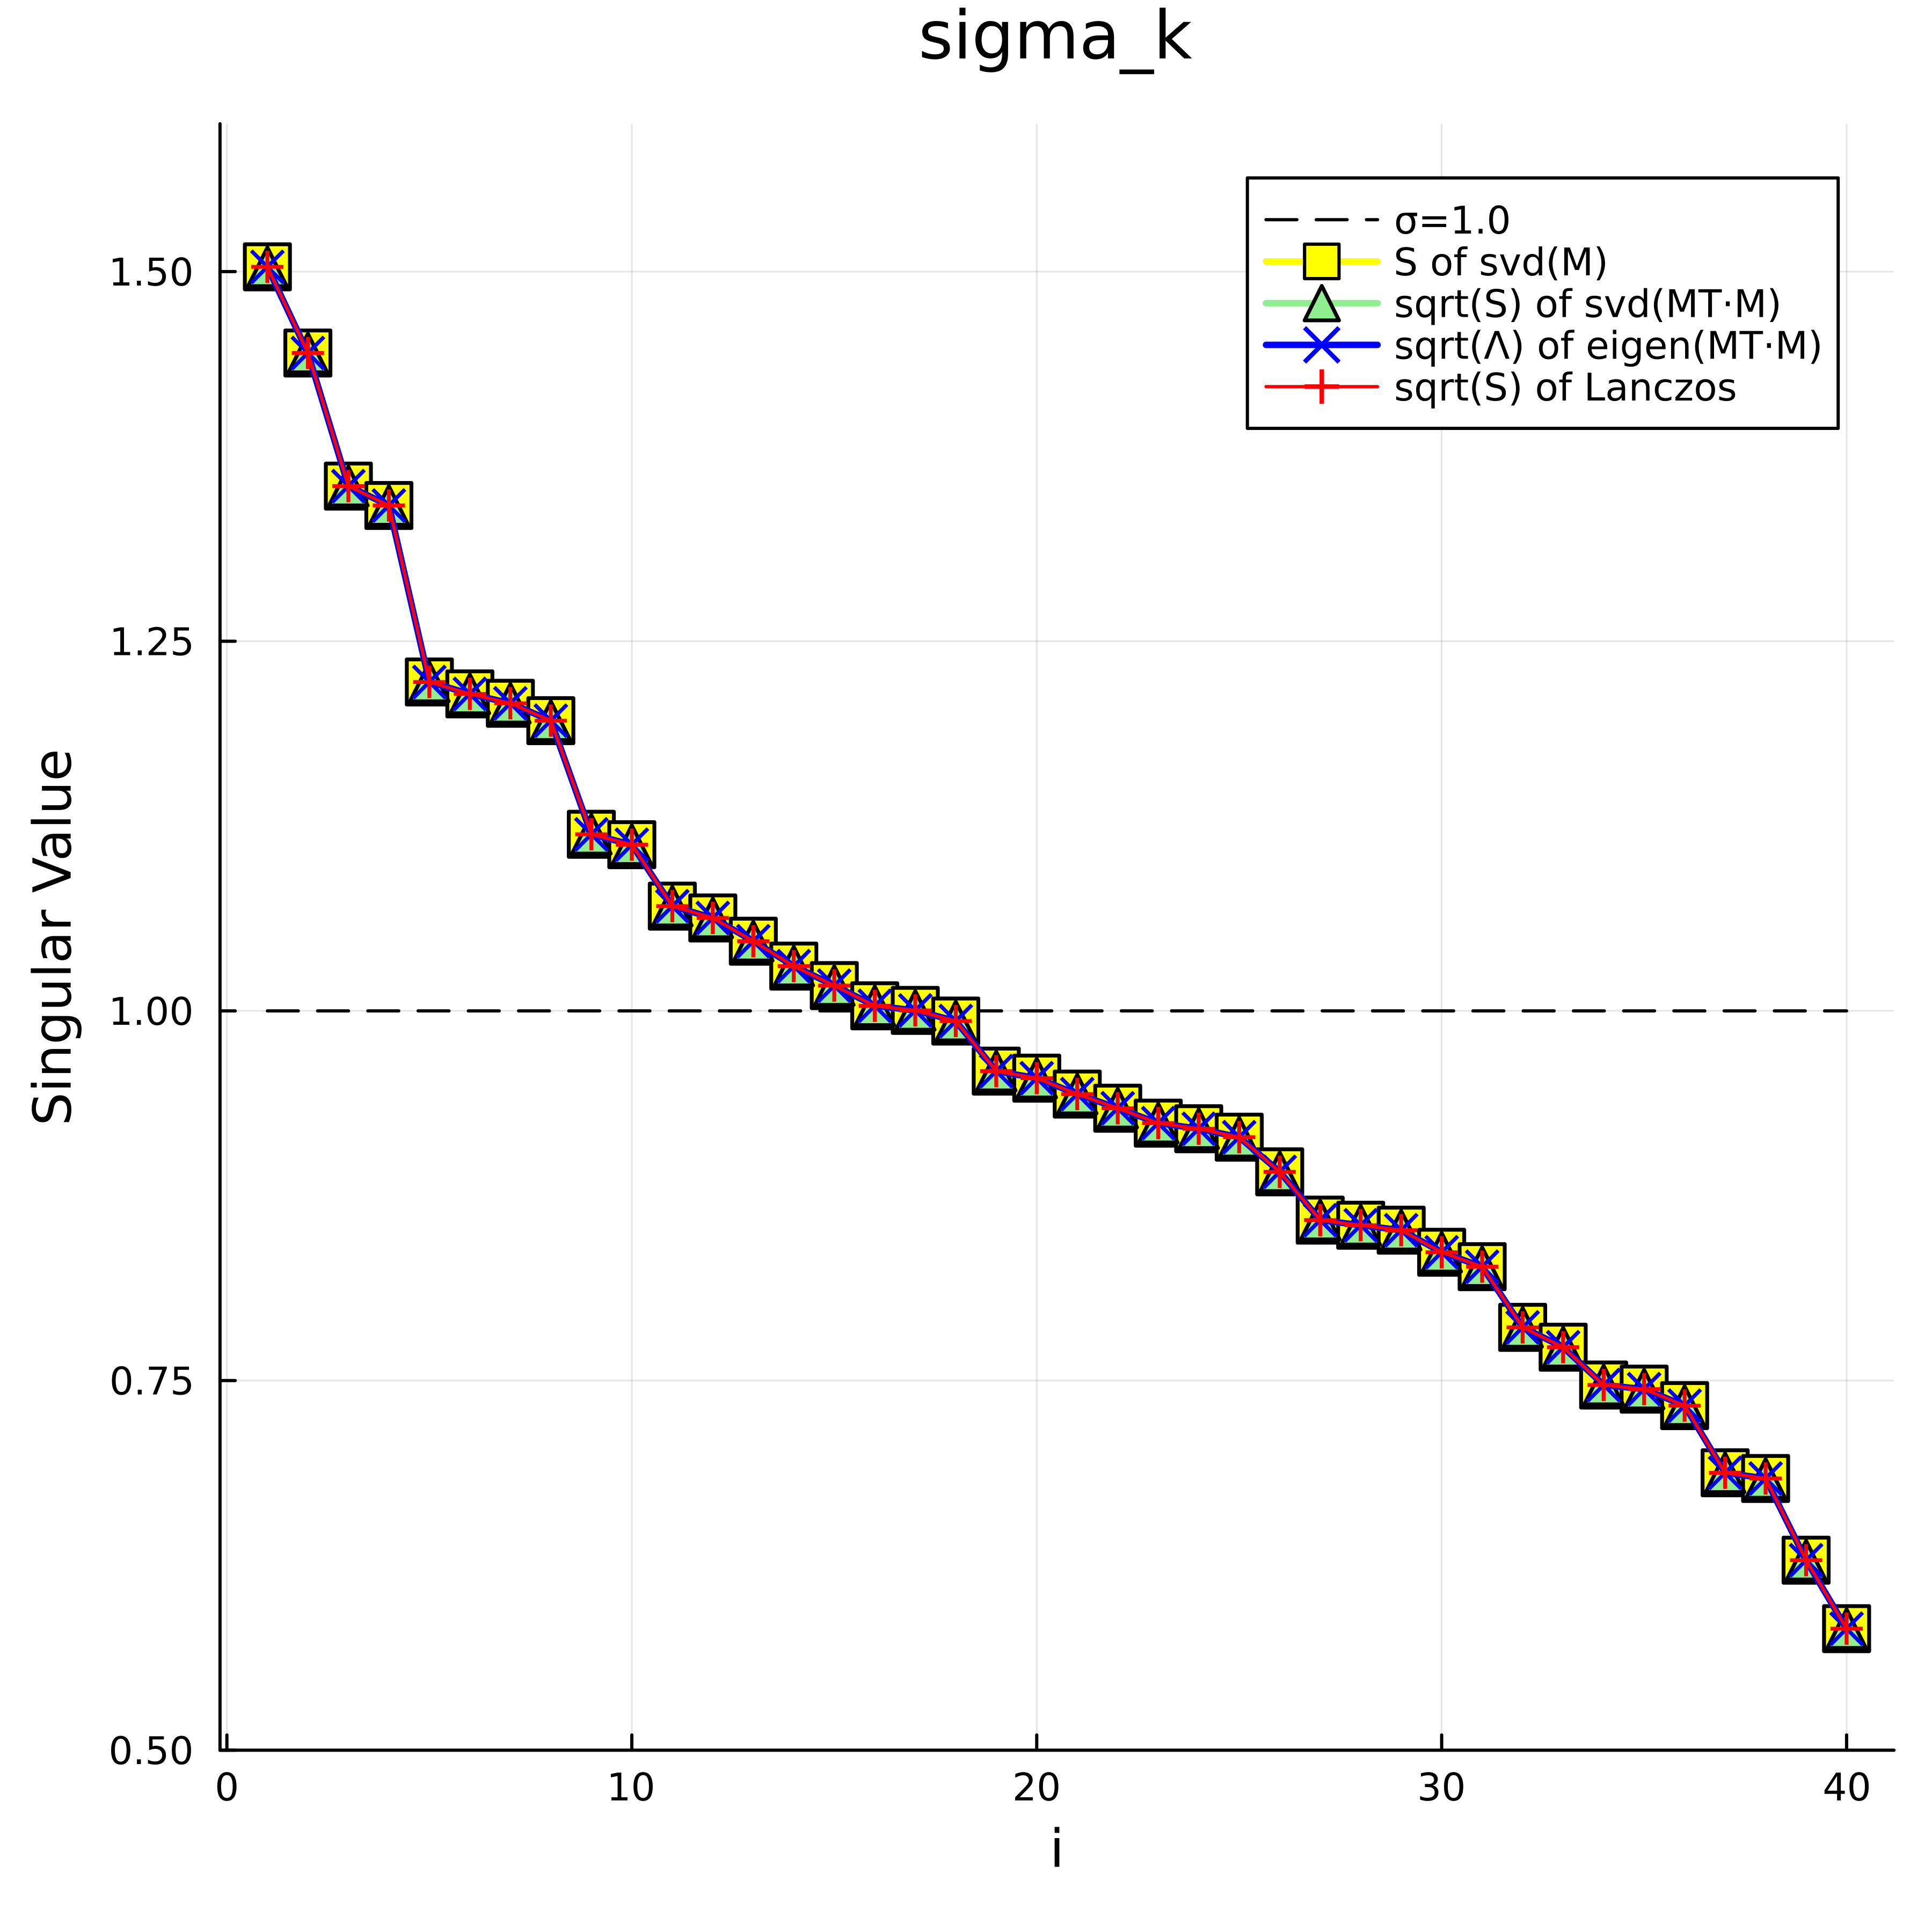 sigma_k
σ=1.0
S of svd(M)
sqrt(S) of svd(MT·M)
sqrt(Λ) of eigen(MT·M)
sqrt(S) of Lanczos
1.50
1.25
1.00
0.75
0.50
Singular Value
0 10 20 30 40
i